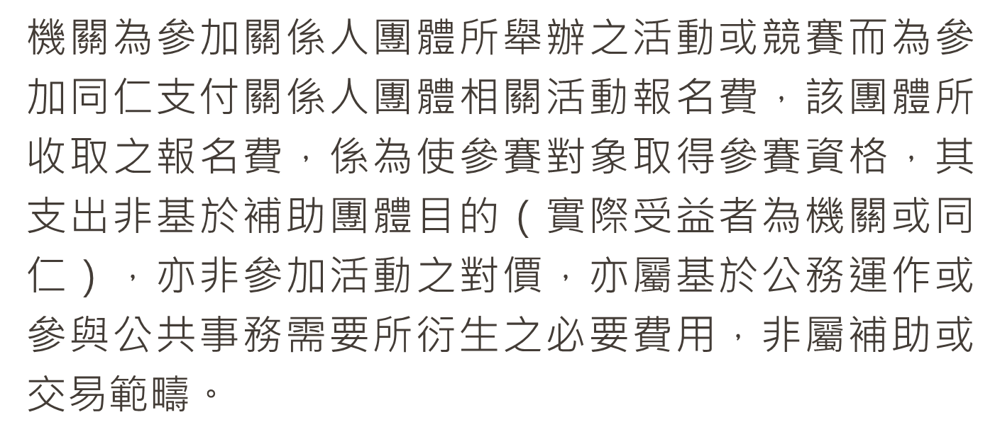 機關為參加關係人團體所舉辦之活動或競賽而為參
加同仁支付關係人團體相關活動報名費，該團體所
收取之報名費，係為使參賽對象取得參賽資格，其
支出非基於補助團體目的（實際受益者為機關或同
仁），亦非參加活動之對價，亦屬基於公務運作或
參與公共事務需要所衍生之必要費用，非屬補助或
交易範疇。